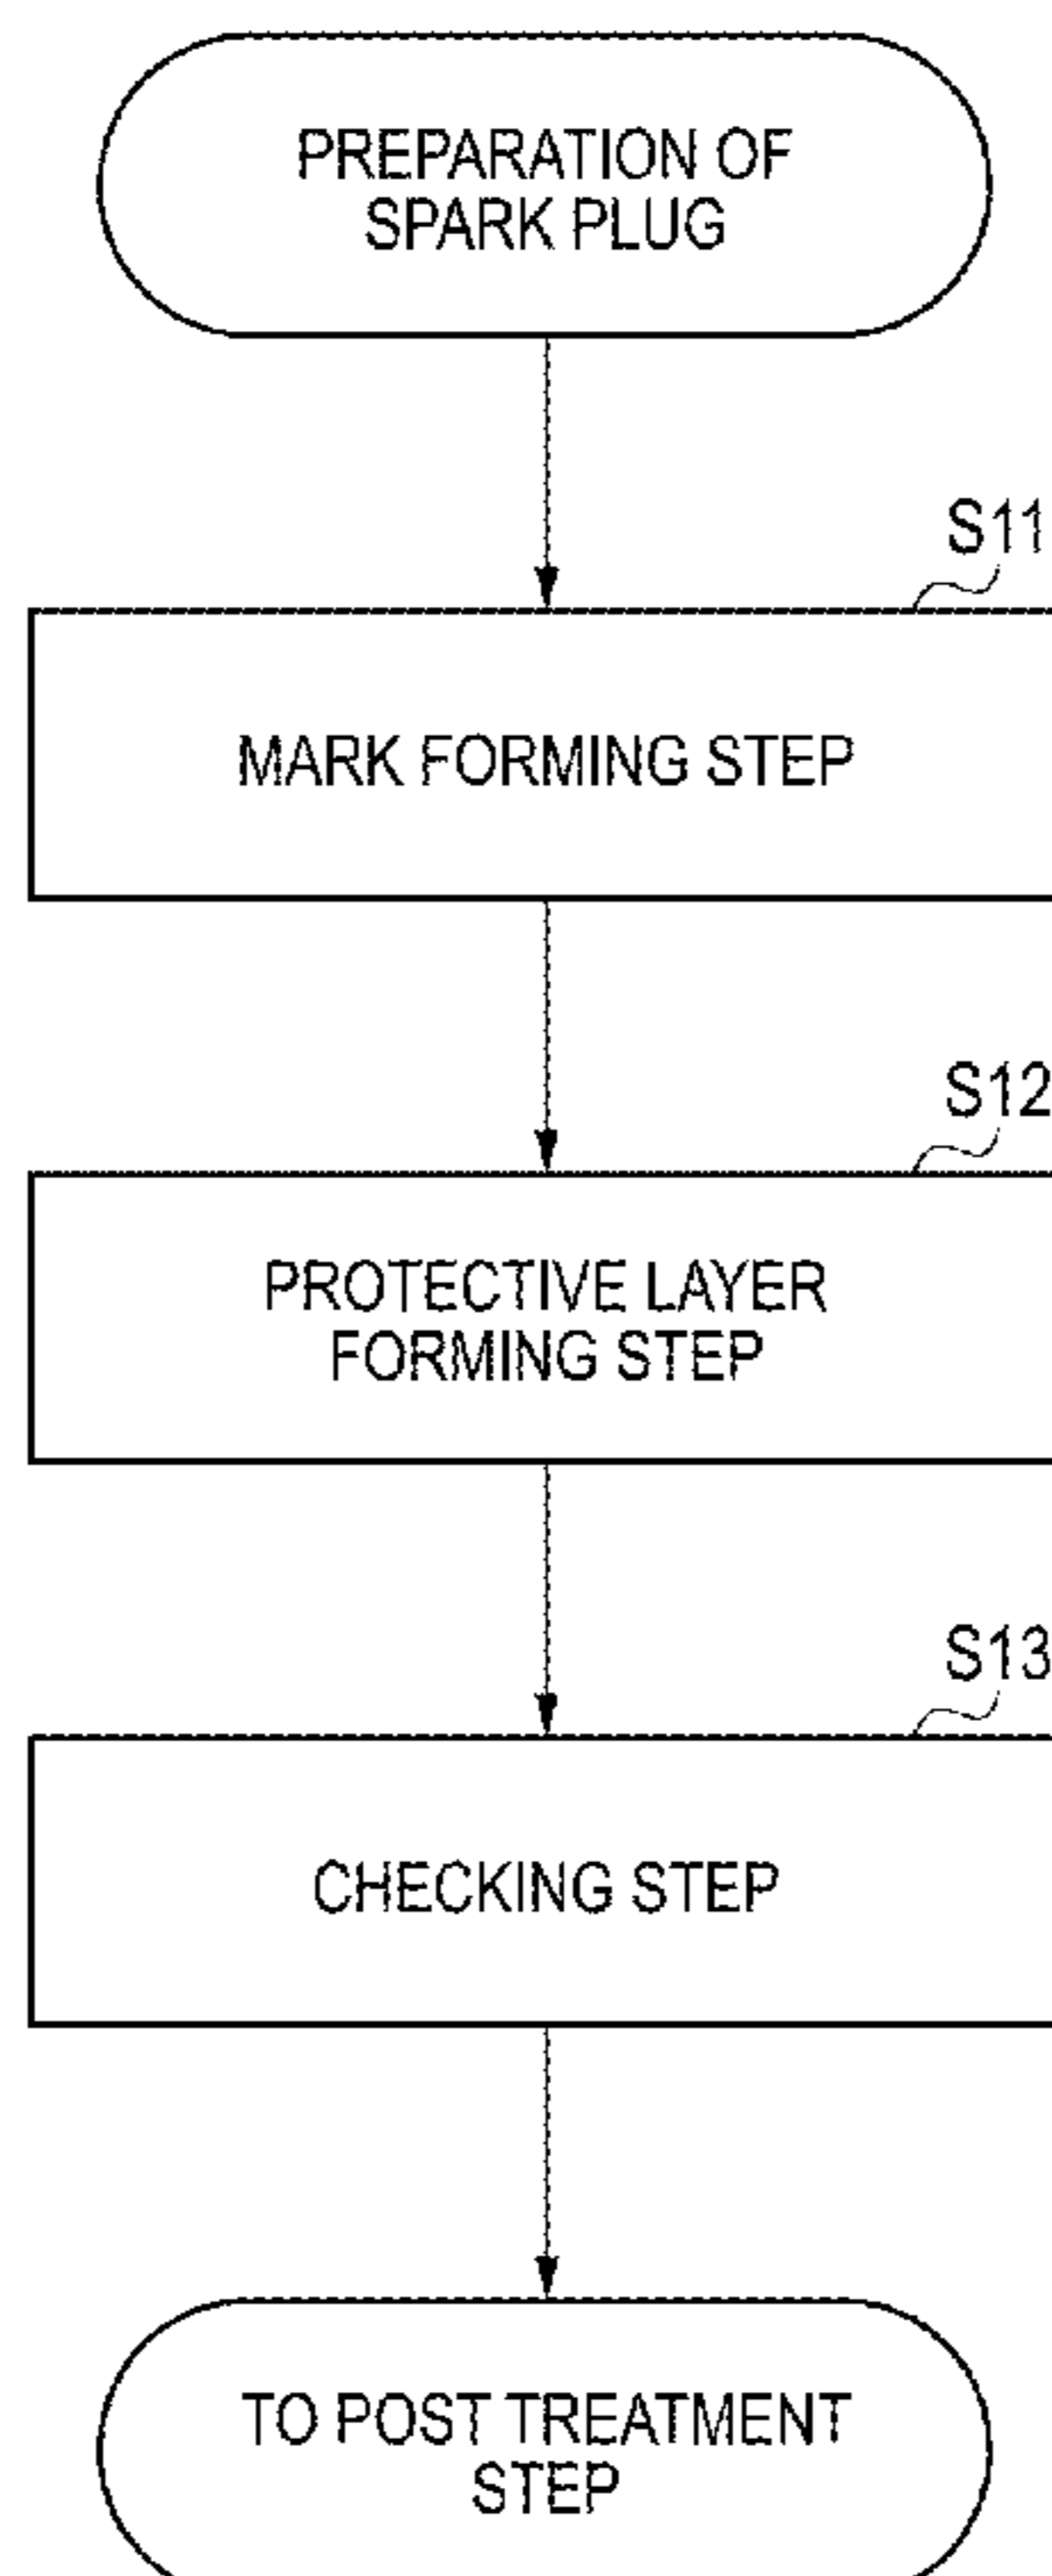 PREPARATION OF
SPARK PLUG
S11
MARK FORMING STEP
S12
PROTECTIVE LAYER
FORMING STEP
S13
CHECKING STEP
TO POST TREATMENT
STEP